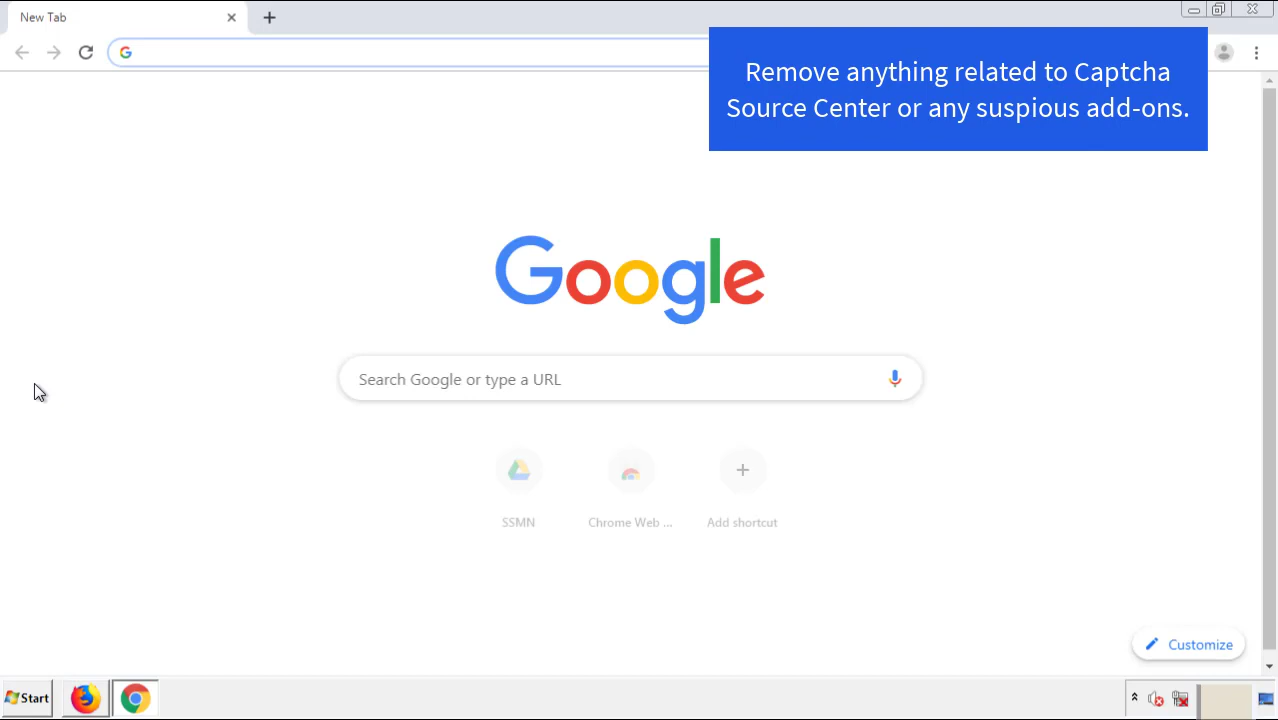 New Tab
Remove anything related to Captcha
Source Center or any suspious add-ons.
Google
Search Google or type a URL
SSMN
Chrome Web ...
Add shortcut
Customize
Start